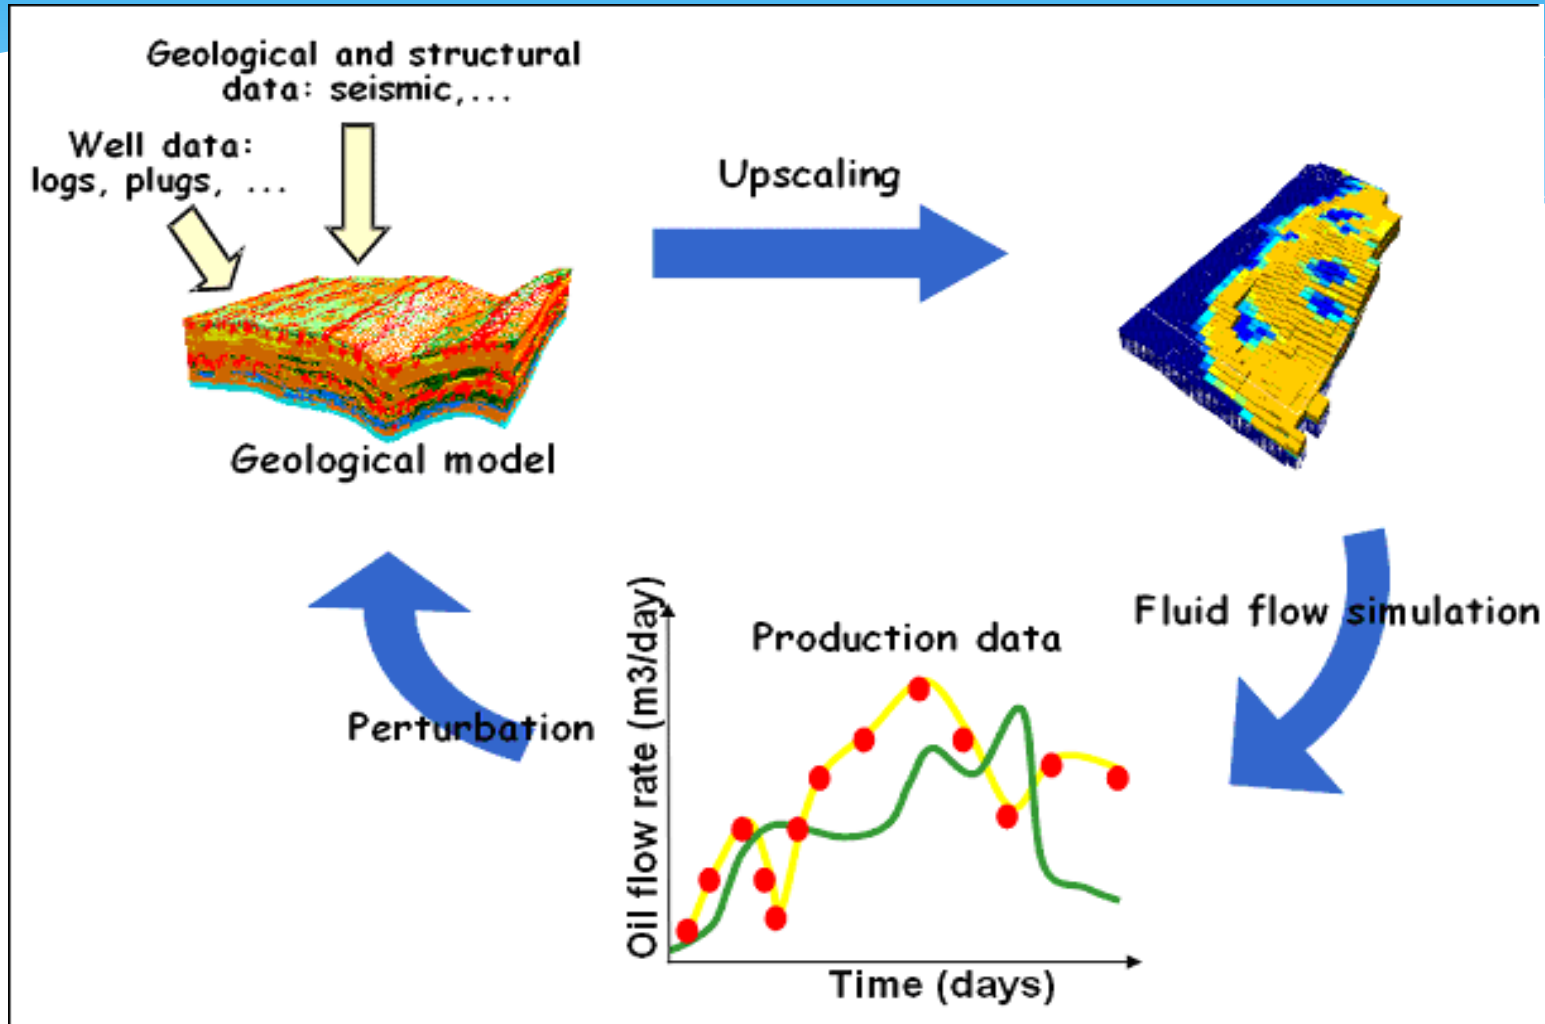 Geological and structural
data: seismic,...
Well data:
logs, plugs, ...
Upscaling
Geological model
Fluid flow simulation
Production data
Perturbation
Oil flow rate (m3/day)
Time (days)